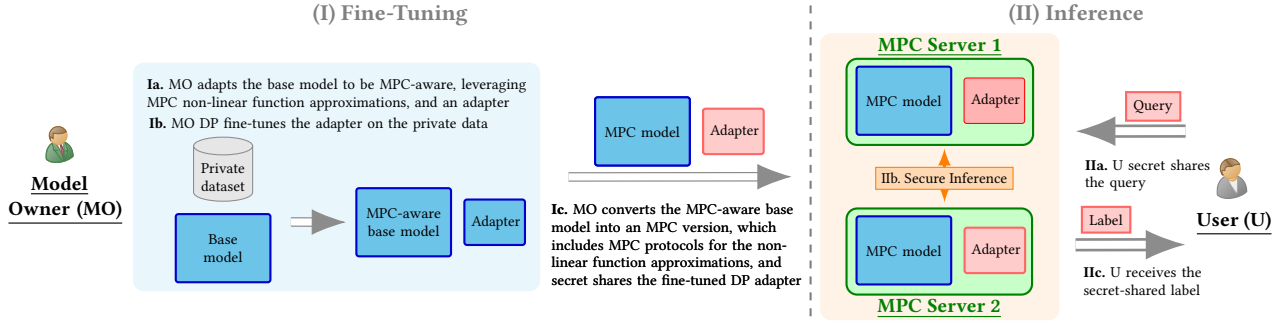 (I) Fine-Tuning
(II) Inference
Ia. MO adapts the base model to be MPC-aware, leveraging
MPC non-linear function approximations, and an adapter
Ib. MO DP fine-tunes the adapter on the private data
Private
dataset
Base
model
MPC-aware
base model
Adapter
Model
Owner (MO)
MPC model
Adapter
Ic. MO converts the MPC-aware base
model into an MPC version, which
includes MPC protocols for the non-
linear function approximations, and
secret shares the fine-tuned DP adapter
MPC Server 1
MPC model
Adapter
IIb. Secure Inference
MPC model
Adapter
MPC Server 2
Query
IIa. U secret shares
the query
Label
User (U)
IIc. U receives the
secret-shared label